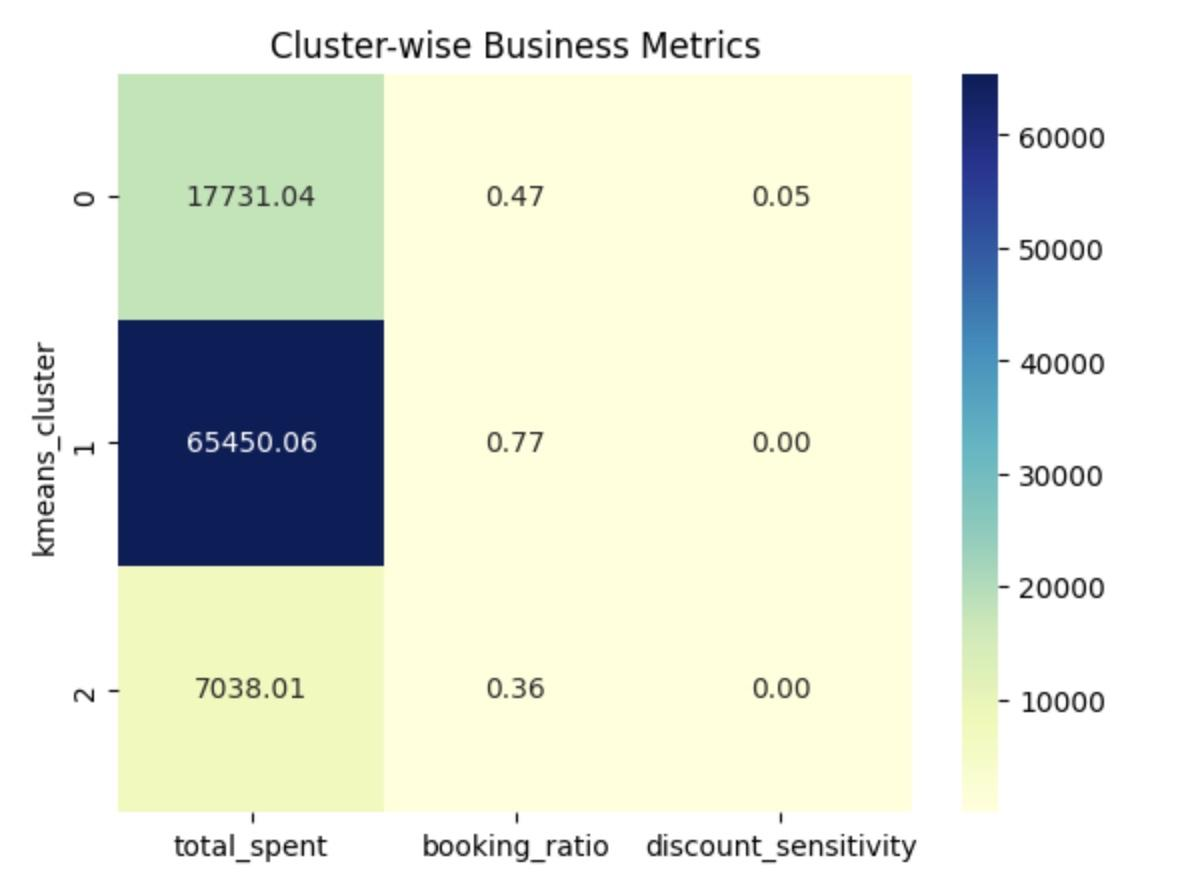 Cluster-wise Business Metrics
kmeans_cluster
0
17731.04 0.47 0.05
1
65450.06 0.77 0.00
2
7038.01 0.36 0.00
total_spent booking_ratio discount_sensitivity
60000
50000
40000
30000
20000
10000